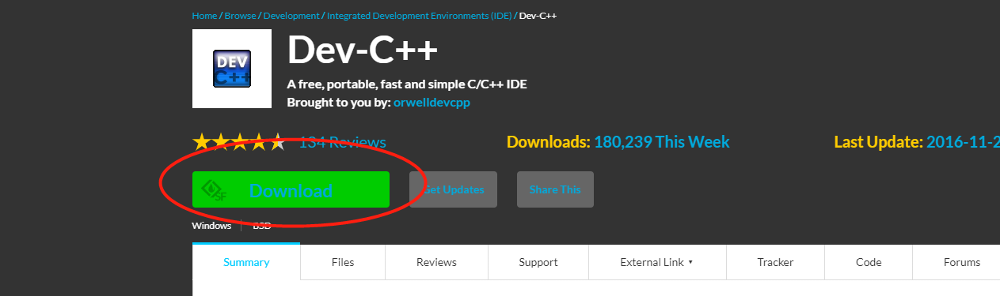 Home / Browse / Development / Integrated Development Environments (IDE) / Dev-C++
DEV
C++
Dev-C++
A free, portable, fast and simple C/C++ IDE
Brought to you by: orwelldevcpp
134 Reviews
Downloads: 180,239 This Week
Last Update: 2016-11-2
SF
Download
Get Updates
Share This
Windows
BSD
Summary
Files
Reviews
Support
External Link
Tracker
Code
Forums